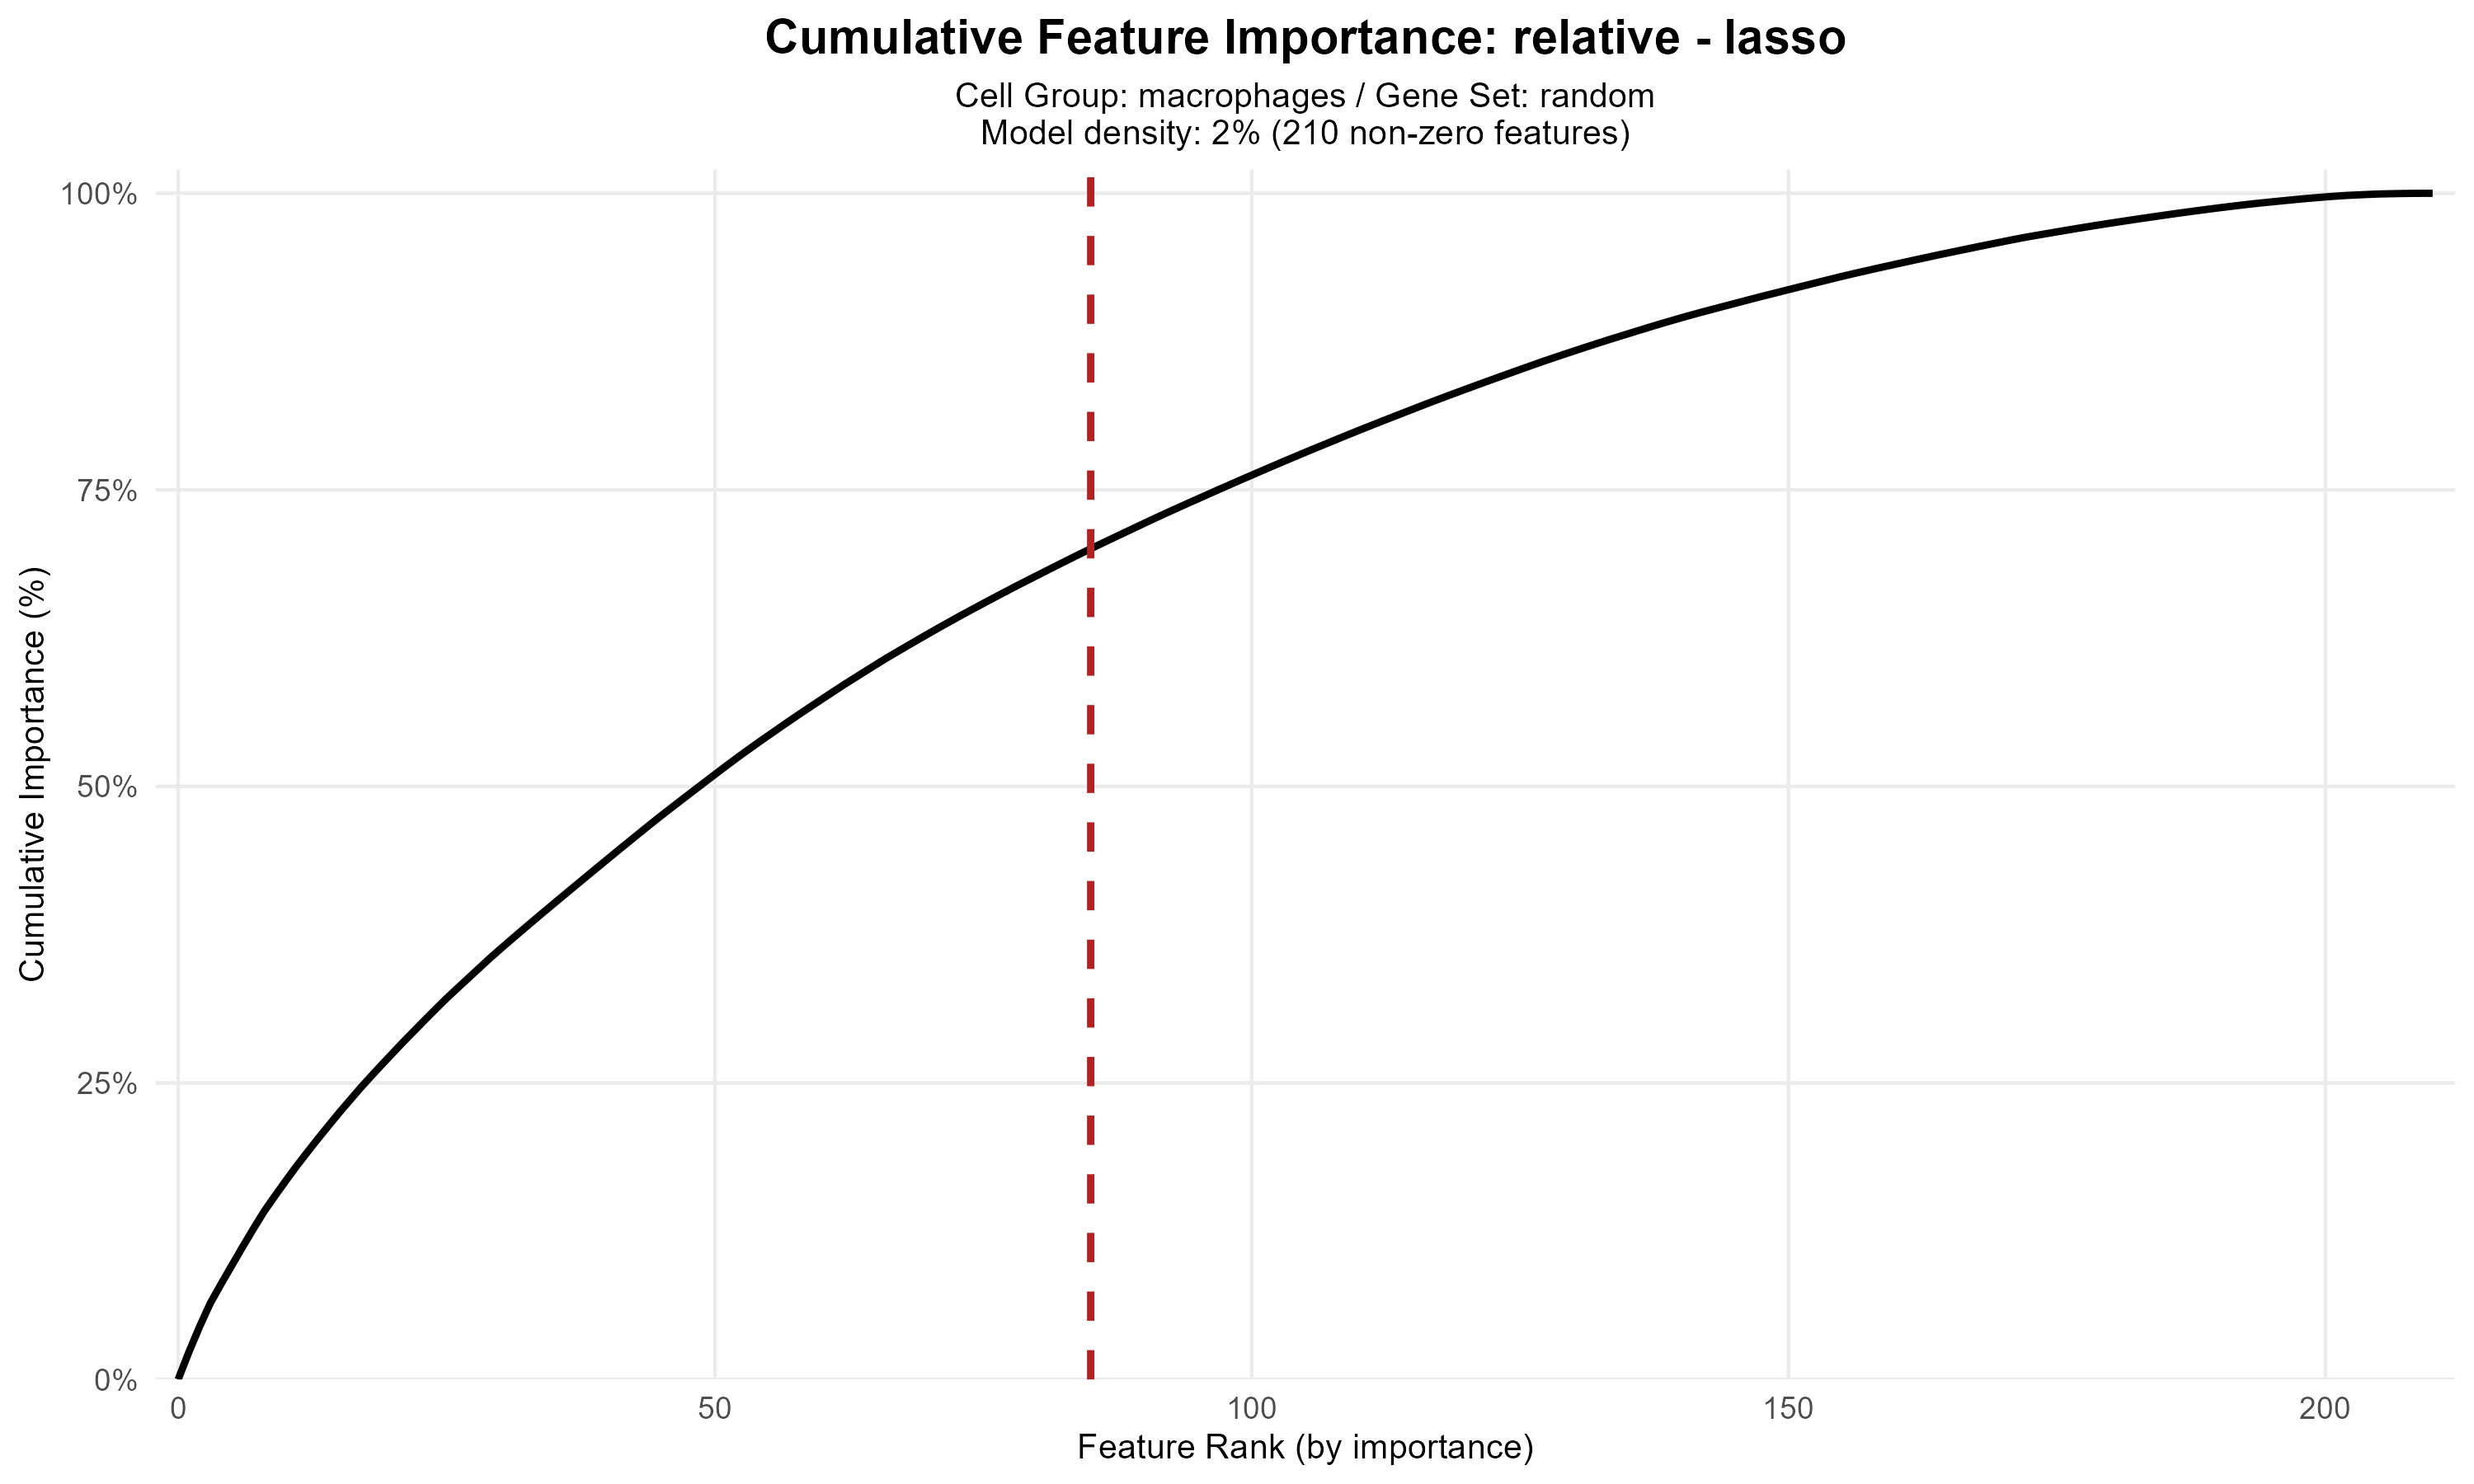 Cumulative Feature Importance: relative - lasso
Cell Group: macrophages / Gene Set: random
Model density: 2% (210 non-zero features)
100%
75%
50%
25%
0%
Cumulative Importance (%)
0 50 100 150 200
Feature Rank (by importance)